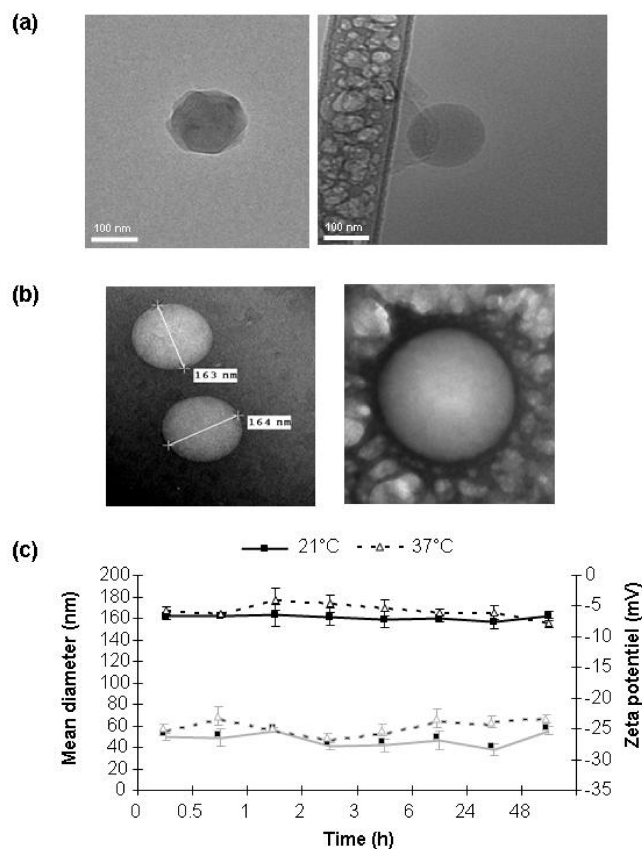 (a)
100 nm
100 nm
(b)
163 nm
164 nm
(c)
21°C 37°C
200
180
160
140
120
100
80
60
40
20
0
Mean diameter (nm)
0
-5
-10
-15
-20
-25
-30
-35
Zeta potentiel (mV)
0 0.5 1 2 3 6 24 48
Time (h)